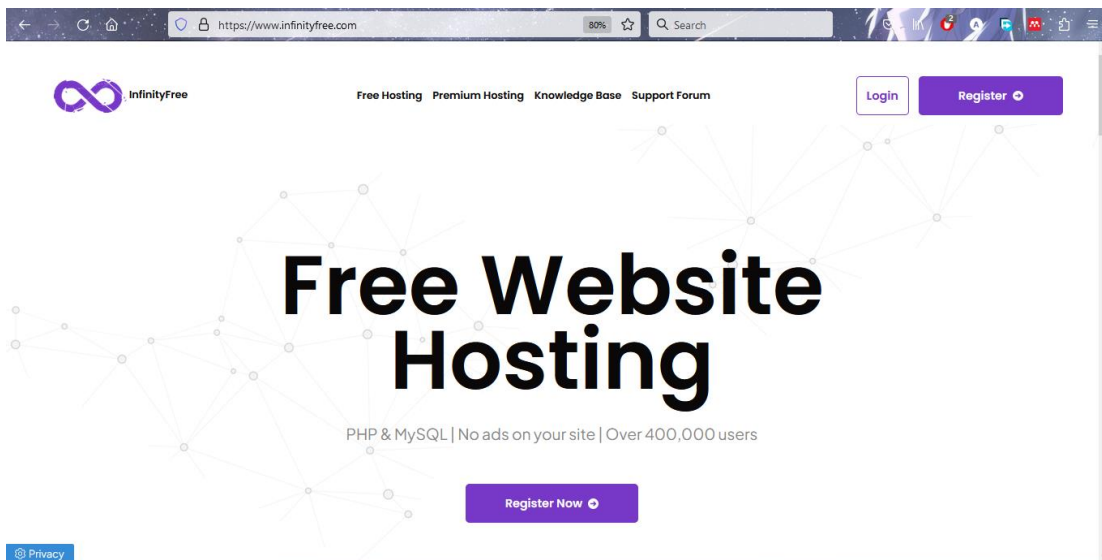 https://www.infinityfree.com 80% Search
2
A
InfinityFree Free Hosting Premium Hosting Knowledge Base Support Forum Login Register
Free Website
Hosting
PHP & MySQL | No ads on your site | Over 400,000 users
Register Now
Privacy